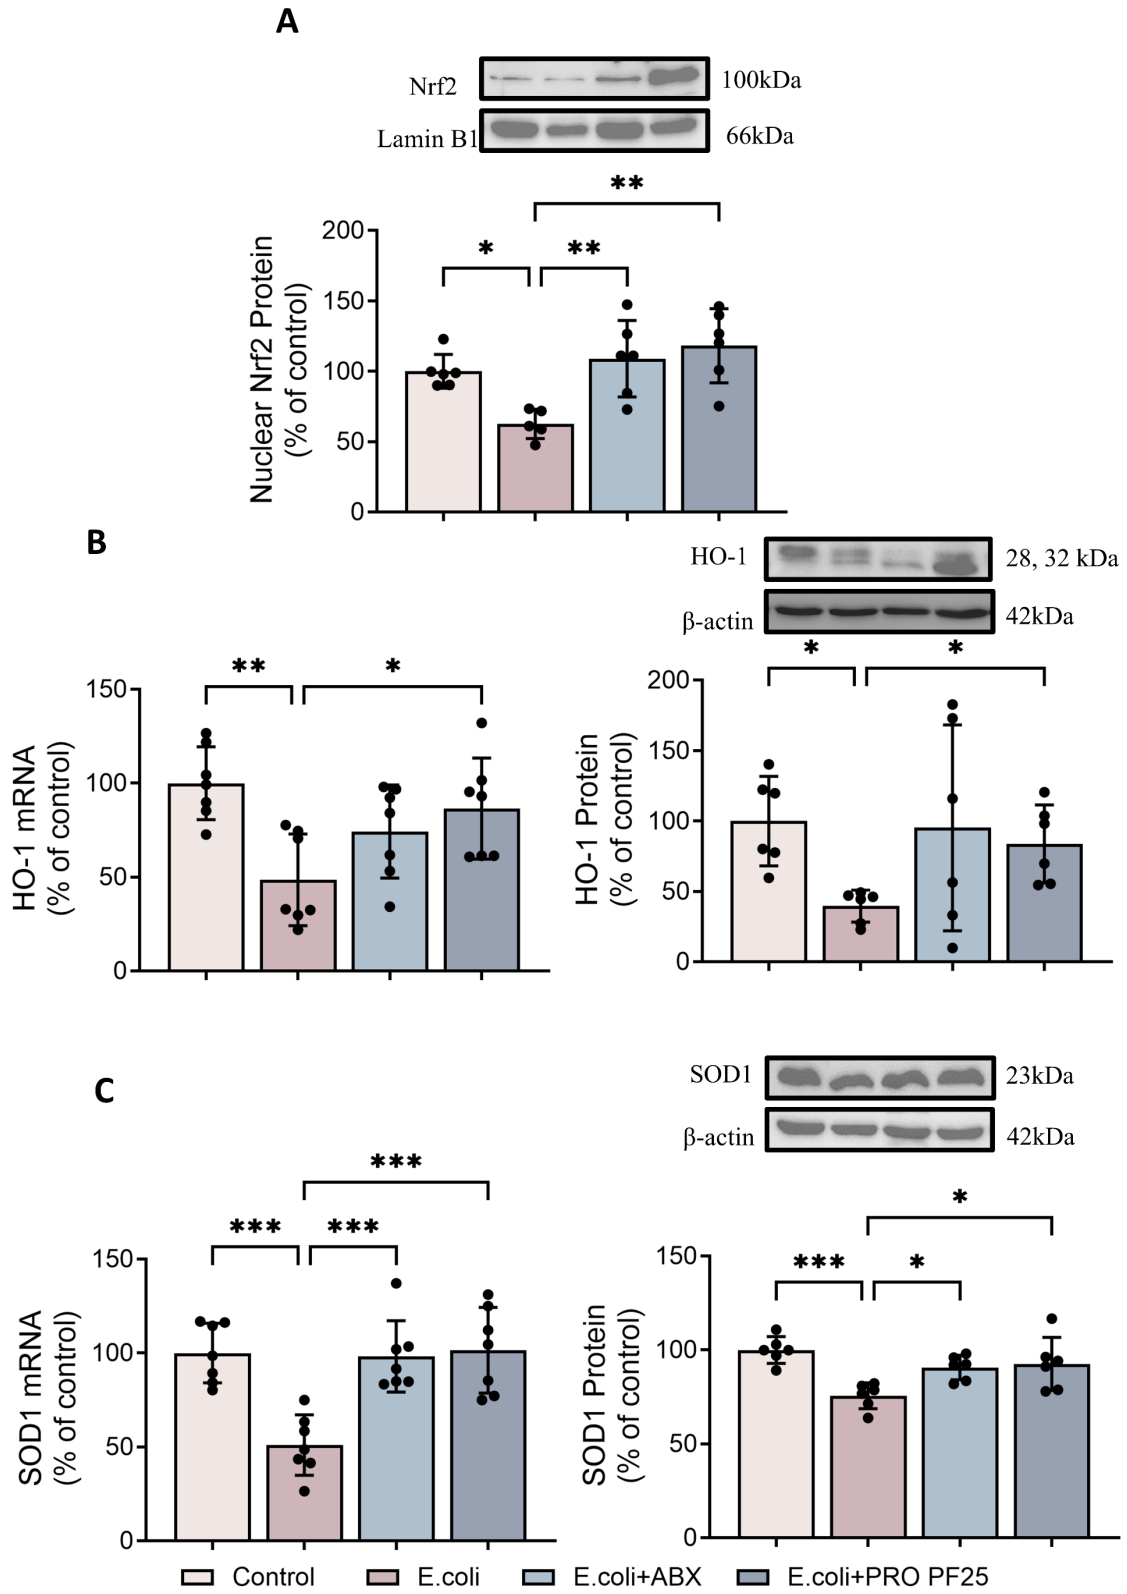 A
Nrf2 100kDa
Lamin B1 66kDa
**
* **
Nuclear Nrf2 Protein
(% of control)
200
150
100
50
0
B
HO-1 28, 32 kDa
β-actin 42kDa
** *
HO-1 mRNA
(% of control)
150
100
50
0
* *
HO-1 Protein
(% of control)
200
150
100
50
0
C
SOD1 23kDa
β-actin 42kDa
***
*** ***
SOD1 mRNA
(% of control)
150
100
50
0
*
*** *
SOD1 Protein
(% of control)
150
100
50
0
Control E.coli E.coli+ABX E.coli+PRO PF25